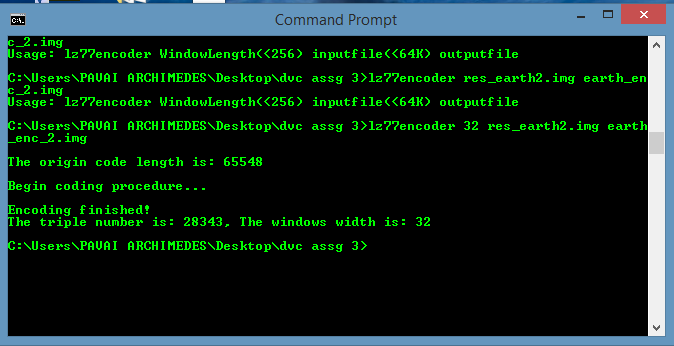 Command Prompt
c_2.img
Usage: lz77encoder WindowLength(<256) inputfile(<64K) outputfile
C:\Users\PAVAI ARCHIMEDES\Desktop\dvc assg 3>lz77encoder res_earth2.img earth_en
c_2.img
Usage: lz77encoder WindowLength(<256) inputfile(<64K) outputfile
C:\Users\PAVAI ARCHIMEDES\Desktop\dvc assg 3>lz77encoder 32 res_earth2.img earth
_enc_2.img
The origin code length is: 65548
Begin coding procedure...
Encoding finished!
The triple number is: 28343, The windows width is: 32
C:\Users\PAVAI ARCHIMEDES\Desktop\dvc assg 3>